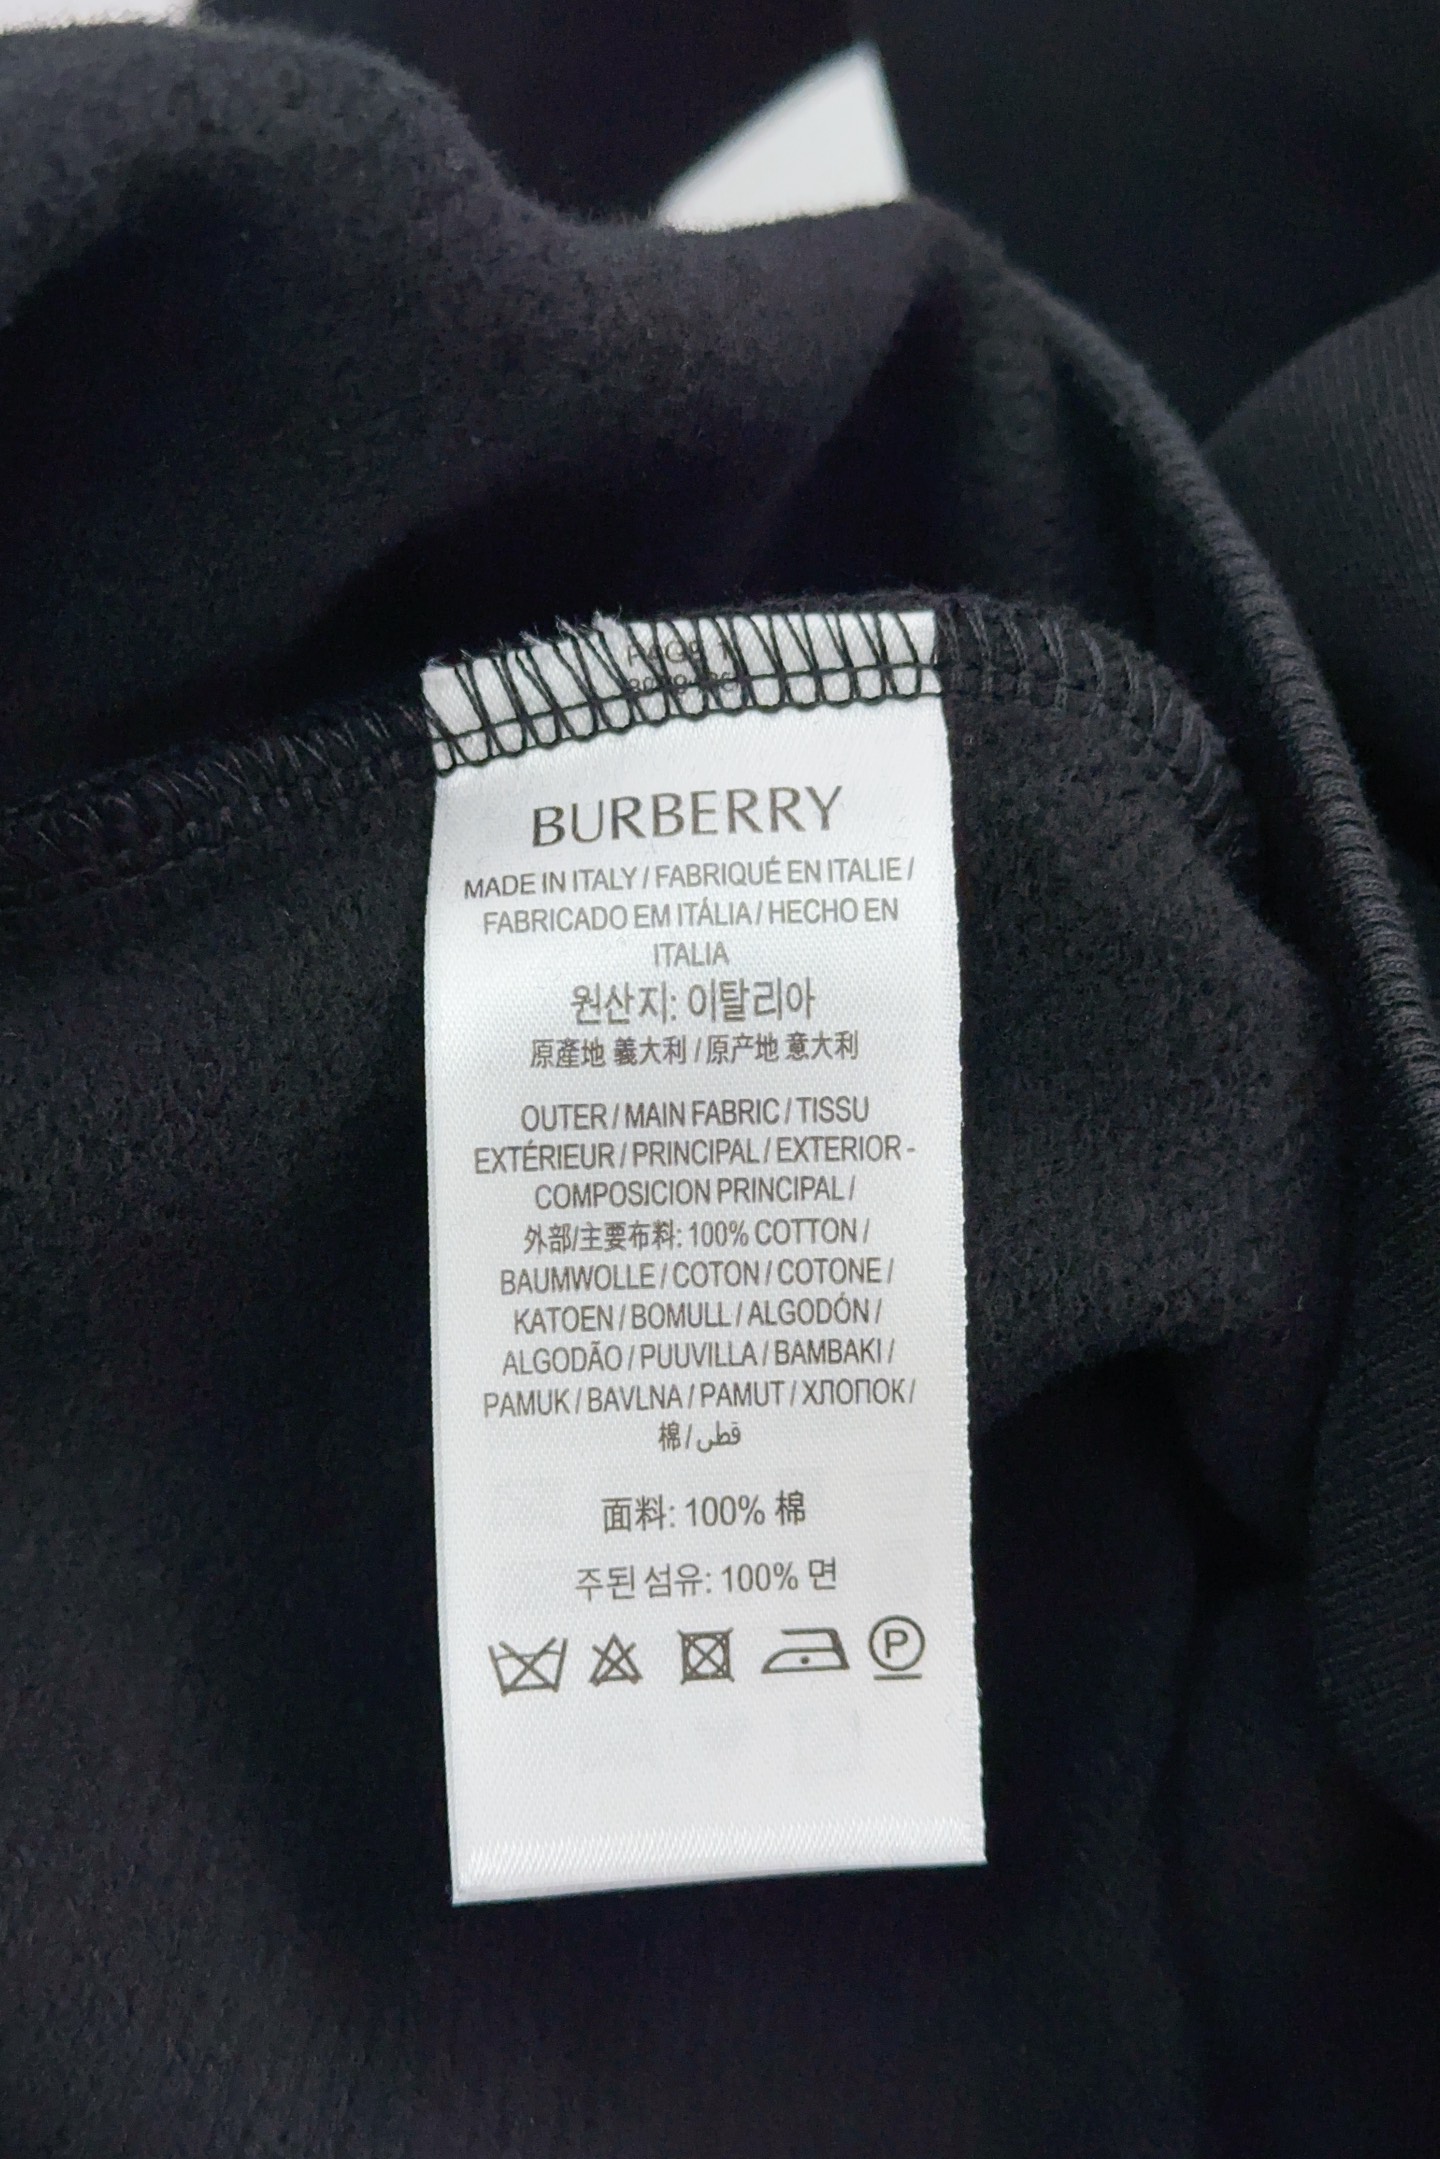 BURBERRY
MADE IN ITALY / FABRIQUÉ EN ITALIE /
FABRICADO EM ITÁLIA / HECHO EN
ITALIA
원산지: 이탈리아
原產地 義大利 / 原产地 意大利
OUTER / MAIN FABRIC / TISSU
EXTÉRIEUR / PRINCIPAL / EXTERIOR -
COMPOSICION PRINCIPAL /
外部/主要布料: 100% COTTON /
BAUMWOLLE / COTON / COTONE /
KATOEN / BOMULL / ALGODÓN /
ALGODÃO / PUUVILLA / BAMBAKI /
PAMUK / BAVLNA / PAMUT / ХЛОПОК /
棉 / قطن
面料: 100% 棉
주된 섬유: 100% 면
P